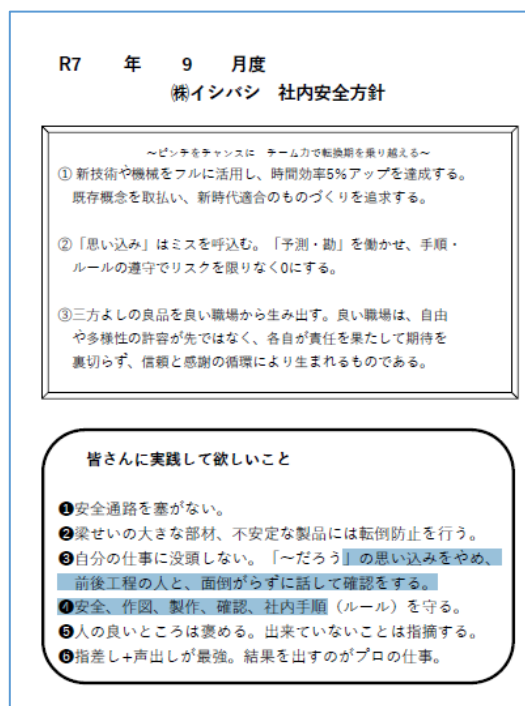 R7 年 9 月度
㈱イシバシ 社内安全方針
～ピンチをチャンスに チーム力で転換期を乗り越える～
① 新技術や機械をフルに活用し、時間効率5%アップを達成する。
既存概念を取払い、新時代適合のものづくりを追求する。
②「思い込み」はミスを呼込む。「予測・勘」を働かせ、手順・
ルールの遵守でリスクを限りなく0にする。
③三方よしの良品を良い職場から生み出す。良い職場は、自由
や多様性の許容が先ではなく、各自が責任を果たして期待を
裏切らず、信頼と感謝の循環により生まれるものである。
皆さんに実践して欲しいこと
❶安全通路を塞がない。
❷梁せいの大きな部材、不安定な製品には転倒防止を行う。
❸自分の仕事に没頭しない。「～だろう」の思い込みをやめ、
前後工程の人と、面倒がらずに話して確認をする。
❹安全、作図、製作、確認、社内手順（ルール）を守る。
❺人の良いところは褒める。出来ていないことは指摘する。
❻指差し+声出しが最強。結果を出すのがプロの仕事。